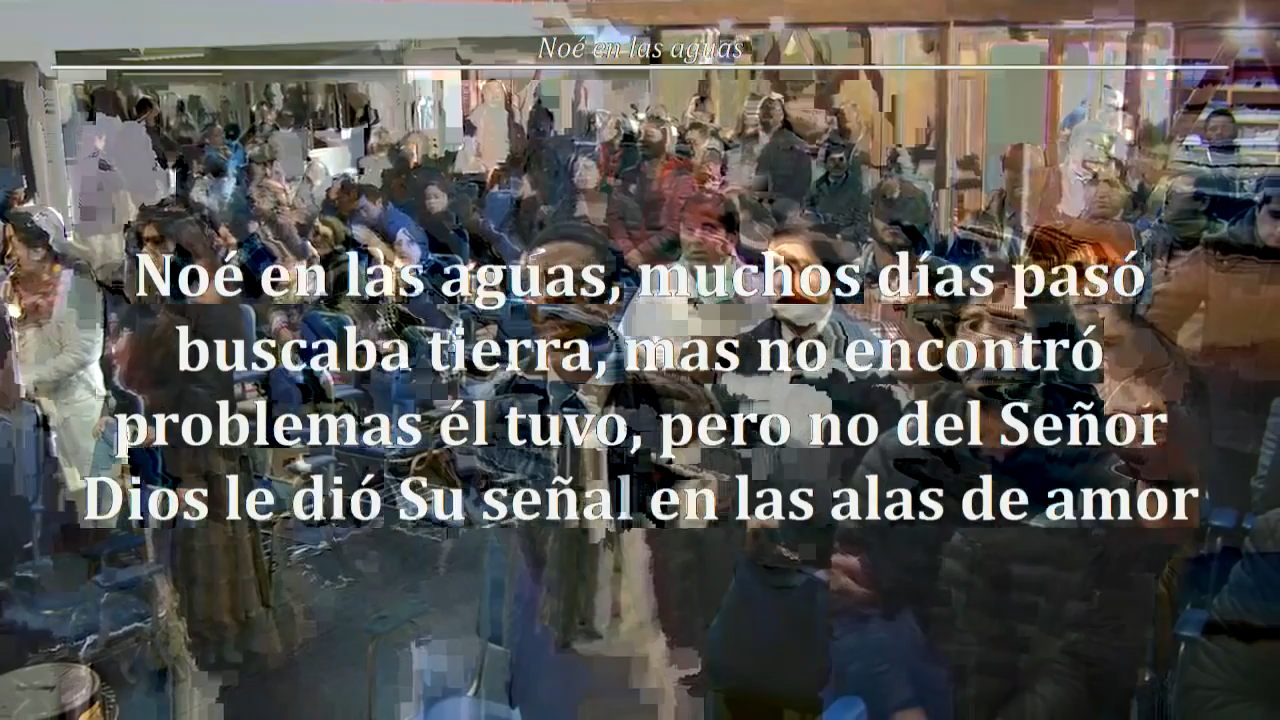 Noé en las aguas
Noé en las aguas, muchos días pasó
buscaba tierra, mas no encontró
problemas él tuvo, pero no del Señor
Dios le dió Su señal en las alas de amor